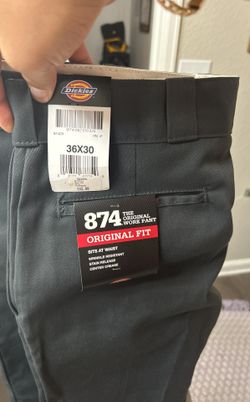 Dickies
36X30
874 THE ORIGINAL WORK PANT
ORIGINAL FIT
SITS AT WAIST
WRINKLE RESISTANT
STAIN RELEASE
CENTER CREASE